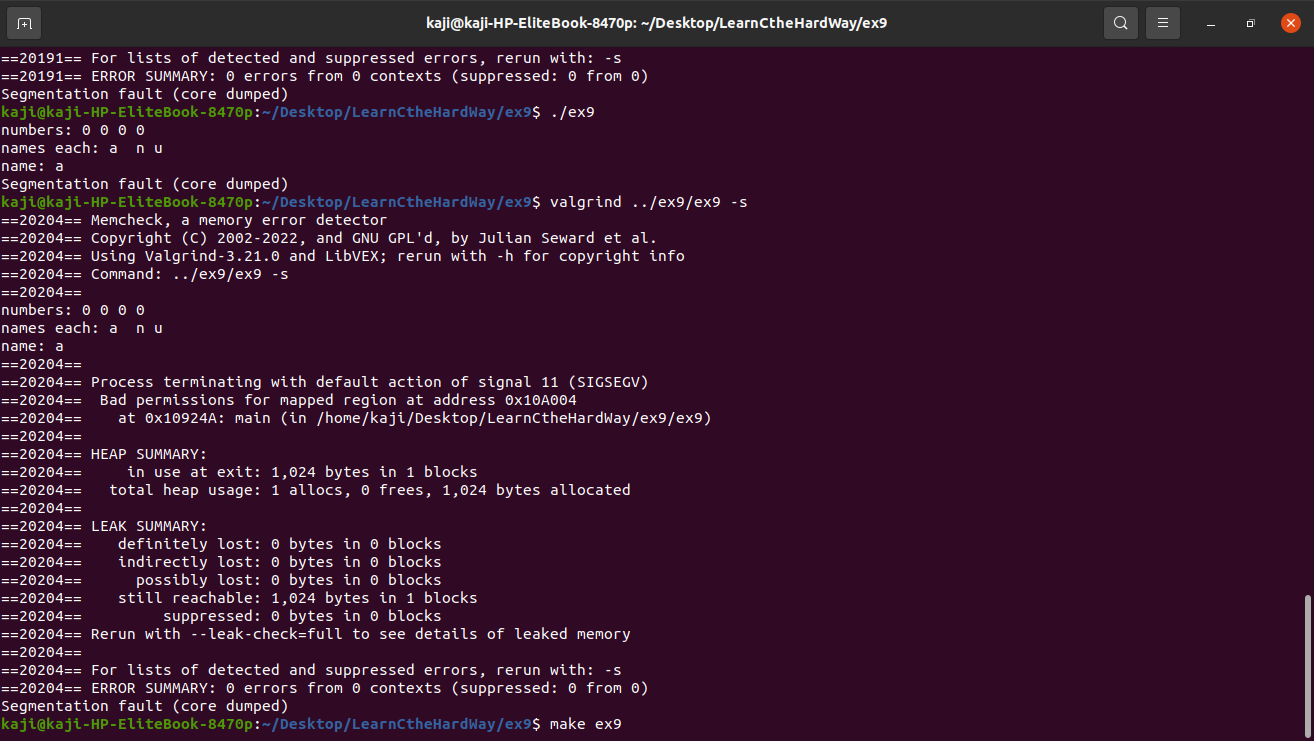 kaji@kaji-HP-EliteBook-8470p: ~/Desktop/LearnCtheHardWay/ex9
==20191== For lists of detected and suppressed errors, rerun with: -s
==20191== ERROR SUMMARY: 0 errors from 0 contexts (suppressed: 0 from 0)
Segmentation fault (core dumped)
kaji@kaji-HP-EliteBook-8470p:~/Desktop/LearnCtheHardWay/ex9$ ./ex9
numbers: 0 0 0 0
names each: a  n u
name: a
Segmentation fault (core dumped)
kaji@kaji-HP-EliteBook-8470p:~/Desktop/LearnCtheHardWay/ex9$ valgrind ../ex9/ex9 -s
==20204== Memcheck, a memory error detector
==20204== Copyright (C) 2002-2022, and GNU GPL'd, by Julian Seward et al.
==20204== Using Valgrind-3.21.0 and LibVEX; rerun with -h for copyright info
==20204== Command: ../ex9/ex9 -s
==20204==
numbers: 0 0 0 0
names each: a  n u
name: a
==20204==
==20204== Process terminating with default action of signal 11 (SIGSEGV)
==20204==  Bad permissions for mapped region at address 0x10A004
==20204==    at 0x10924A: main (in /home/kaji/Desktop/LearnCtheHardWay/ex9/ex9)
==20204==
==20204== HEAP SUMMARY:
==20204==     in use at exit: 1,024 bytes in 1 blocks
==20204==   total heap usage: 1 allocs, 0 frees, 1,024 bytes allocated
==20204==
==20204== LEAK SUMMARY:
==20204==    definitely lost: 0 bytes in 0 blocks
==20204==    indirectly lost: 0 bytes in 0 blocks
==20204==      possibly lost: 0 bytes in 0 blocks
==20204==    still reachable: 1,024 bytes in 1 blocks
==20204==         suppressed: 0 bytes in 0 blocks
==20204== Rerun with --leak-check=full to see details of leaked memory
==20204==
==20204== For lists of detected and suppressed errors, rerun with: -s
==20204== ERROR SUMMARY: 0 errors from 0 contexts (suppressed: 0 from 0)
Segmentation fault (core dumped)
kaji@kaji-HP-EliteBook-8470p:~/Desktop/LearnCtheHardWay/ex9$ make ex9